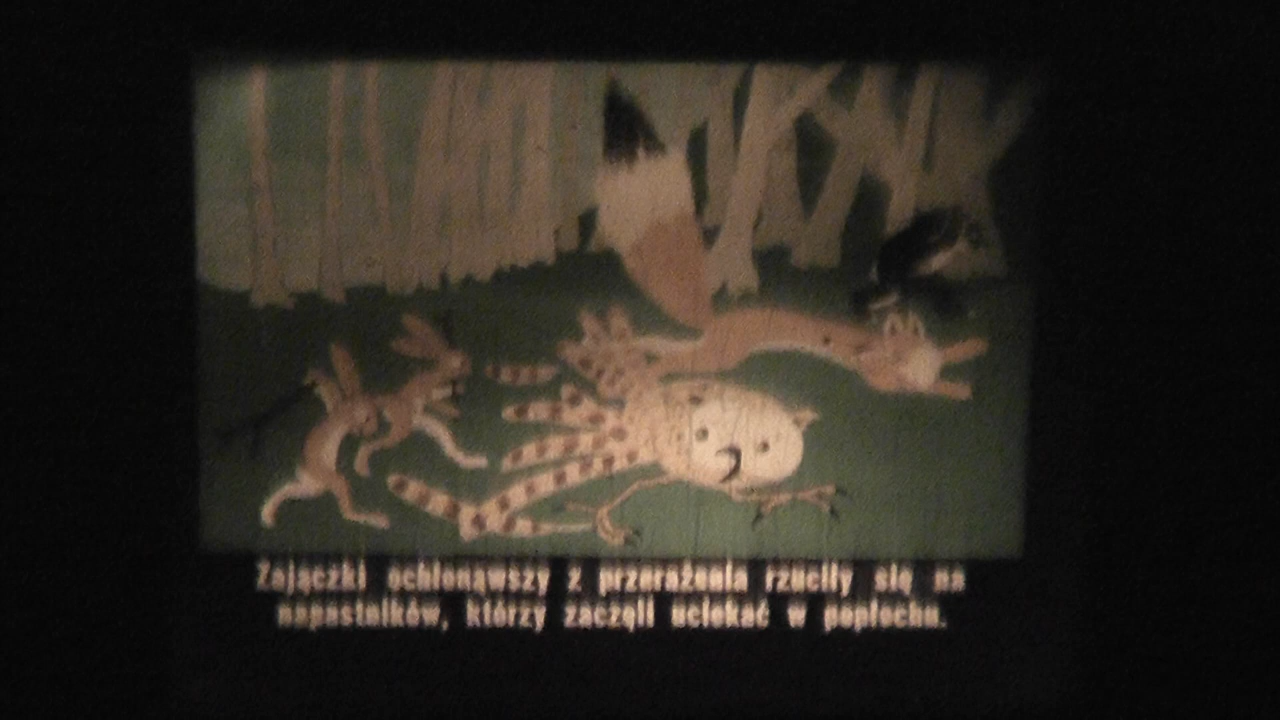 Zajączki ochłonąwszy z przerażenia rzuciły się na
napastników, którzy zaczęli uciekać w popłochu.